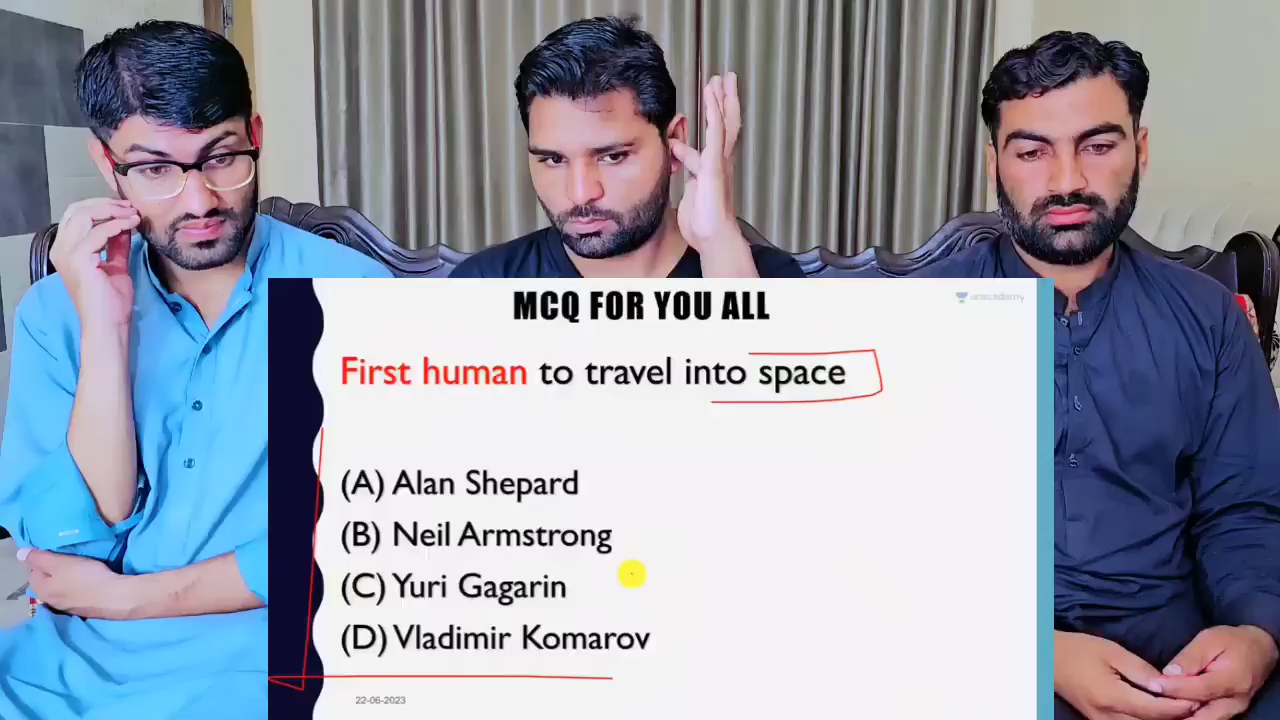 MCQ FOR YOU ALL
unacademy
First human to travel into space
(A) Alan Shepard
(B) Neil Armstrong
(C) Yuri Gagarin
(D) Vladimir Komarov
22-06-2023